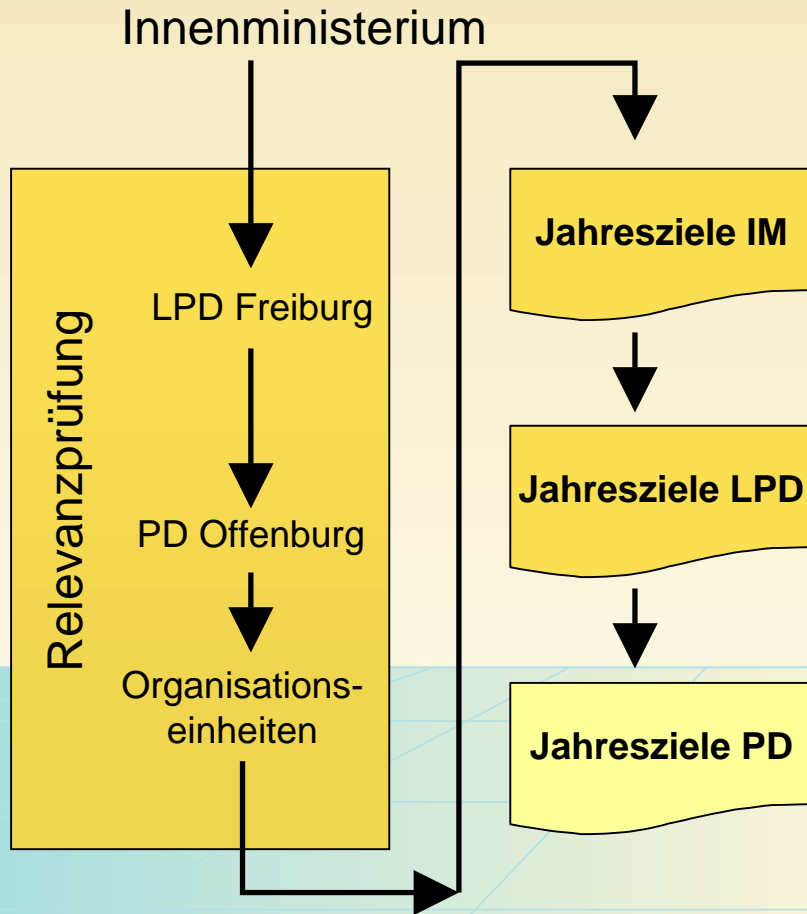 Innenministerium
Relevanzprüfung
LPD Freiburg
PD Offenburg
Organisations-
einheiten
Jahresziele IM
Jahresziele LPD
Jahresziele PD